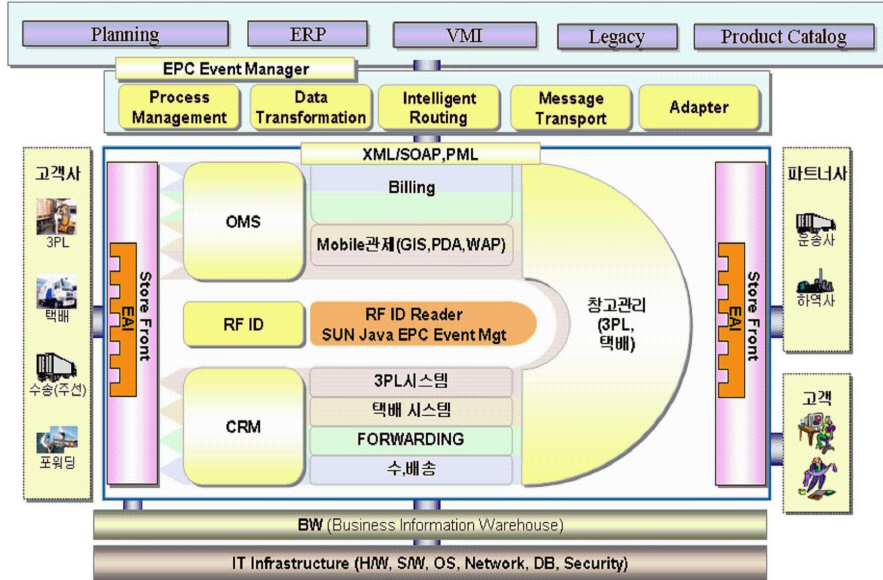 Planning
ERP
VMI
Legacy
Product Catalog
EPC Event Manager
Process
Management
Data
Transformation
Intelligent
Routing
Message
Transport
Adapter
XML/SOAP,PML
고객사
3PL
택배
수송(주선)
포워딩
Store Front
EAI
OMS
Billing
Mobile관제(GIS,PDA,WAP)
RF ID
RF ID Reader
SUN Java EPC Event Mgt
CRM
3PL시스템
택배 시스템
FORWARDING
수,배송
창고관리
(3PL,
택배)
Store Front
EAI
파트너사
운송사
하역사
고객
BW (Business Information Warehouse)
IT Infrastructure (H/W, S/W, OS, Network, DB, Security)